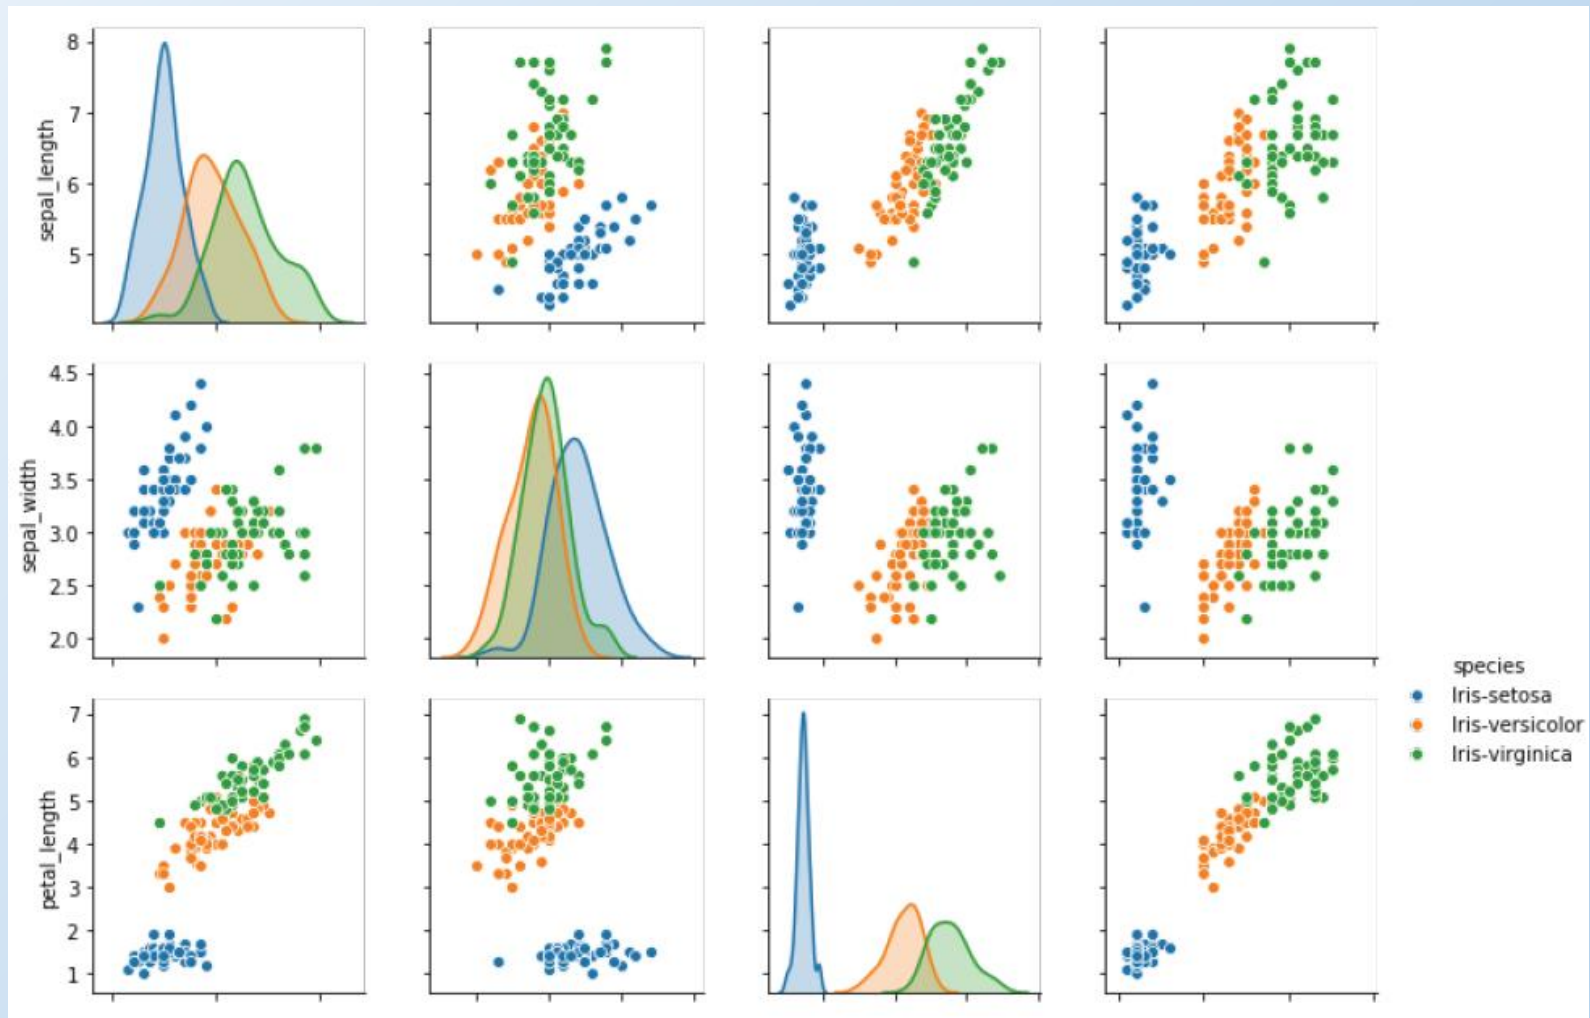 sepal_length
8
7
6
5
sepal_width
4.5
4.0
3.5
3.0
2.5
2.0
petal_length
7
6
5
4
3
2
1
species
Iris-setosa
Iris-versicolor
Iris-virginica